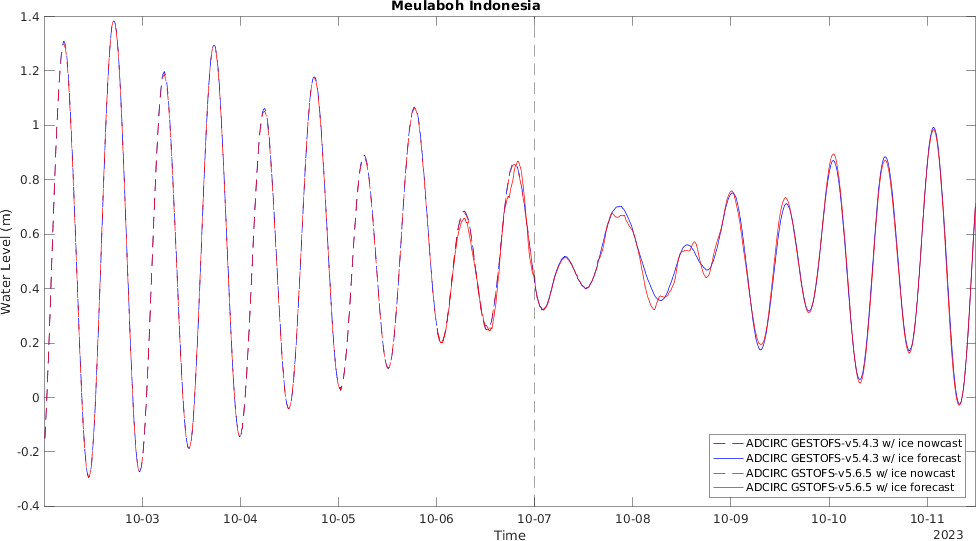 Meulaboh Indonesia
Water Level (m)
1.4
1.2
1
0.8
0.6
0.4
0.2
0
-0.2
-0.4
10-03
10-04
10-05
10-06
10-07
10-08
10-09
10-10
10-11
Time
2023
ADCIRC GESTOFS-v5.4.3 w/ ice nowcast
ADCIRC GESTOFS-v5.4.3 w/ ice forecast
ADCIRC GSTOFS-v5.6.5 w/ ice nowcast
ADCIRC GSTOFS-v5.6.5 w/ ice forecast